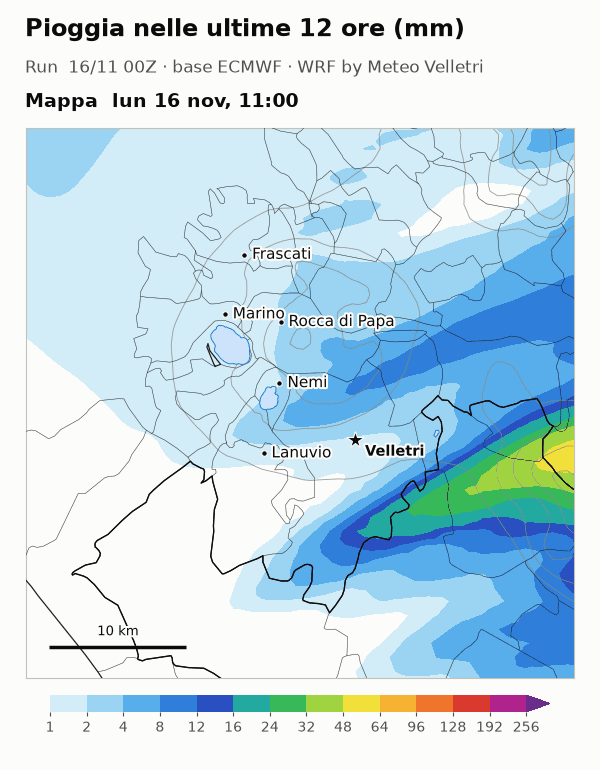 Pioggia nelle ultime 12 ore (mm)
Run  16/11 00Z · base ECMWF · WRF by Meteo Velletri
Mappa  lun 16 nov, 11:00
Frascati
Marino
Rocca di Papa
Nemi
Velletri
Lanuvio
10 km
1 2 4 8 12 16 24 32 48 64 96 128 192 256